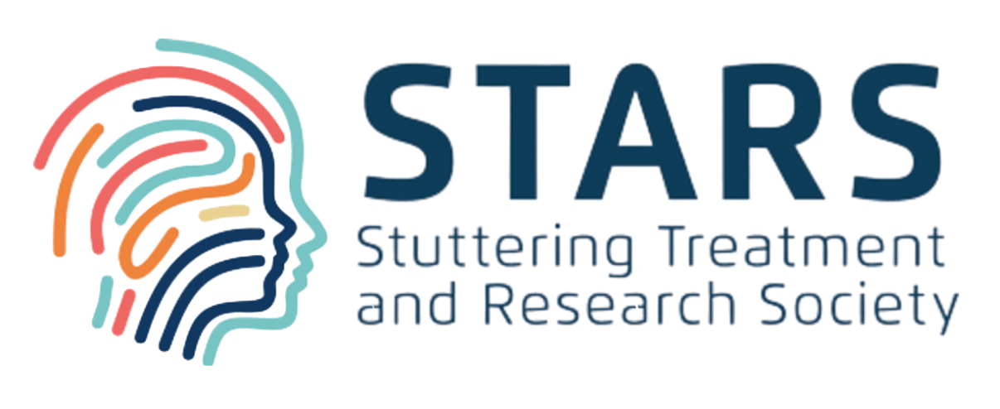 STARS
Stuttering Treatment
and Research Society